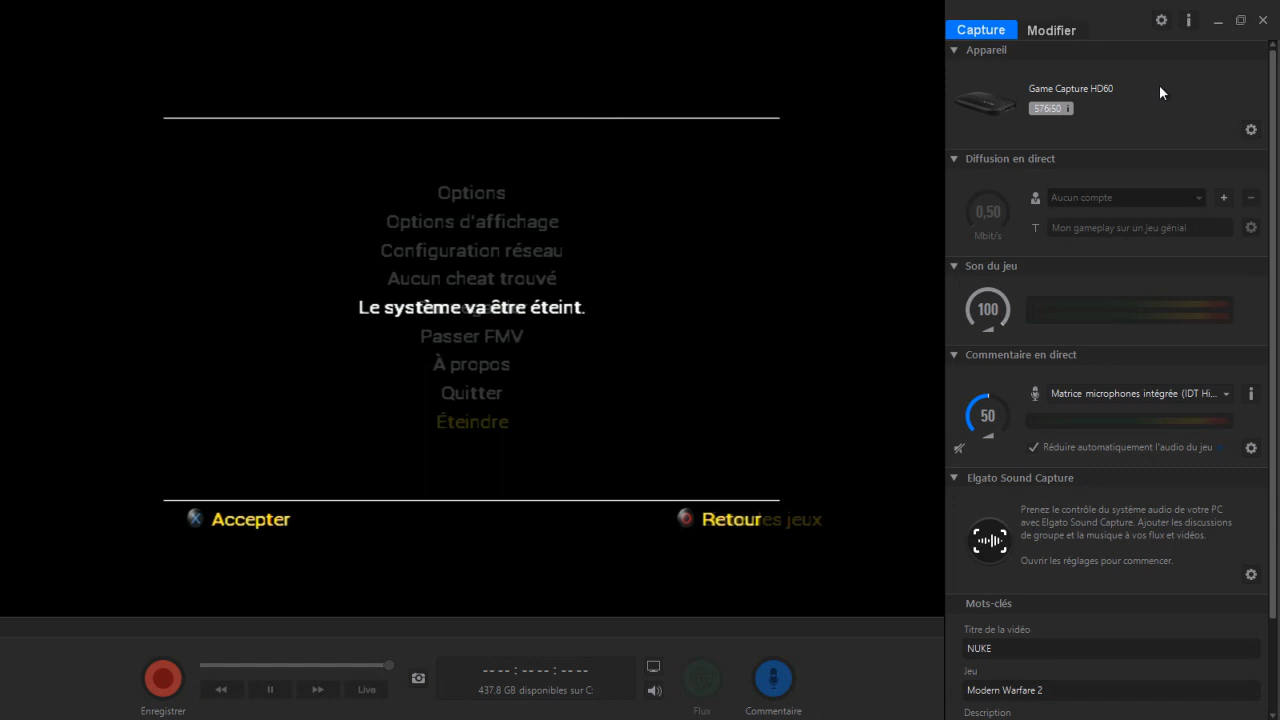 Options
Options d'affichage
Configuration réseau
Aucun cheat trouvé
Le système va être éteint.
Passer FMV
À propos
Quitter
Éteindre
Accepter
Retour
les jeux
Capture
Modifier
Appareil
Game Capture HD60
576i50 i
Diffusion en direct
0,50
Mbit/s
Aucun compte
T Mon gameplay sur un jeu génial
Son du jeu
100
Commentaire en direct
50
Matrice microphones intégrée (IDT Hi...
Réduire automatiquement l'audio du jeu
Elgato Sound Capture
Prenez le contrôle du système audio de votre PC
avec Elgato Sound Capture. Ajouter les discussions
de groupe et la musique à vos flux et vidéos.
Ouvrir les réglages pour commencer.
Mots-clés
Titre de la vidéo
NUKE
Jeu
Modern Warfare 2
Description
Live
-- -- : -- -- : -- --
437.8 GB disponibles sur C:
Enregistrer
Flux
Commentaire